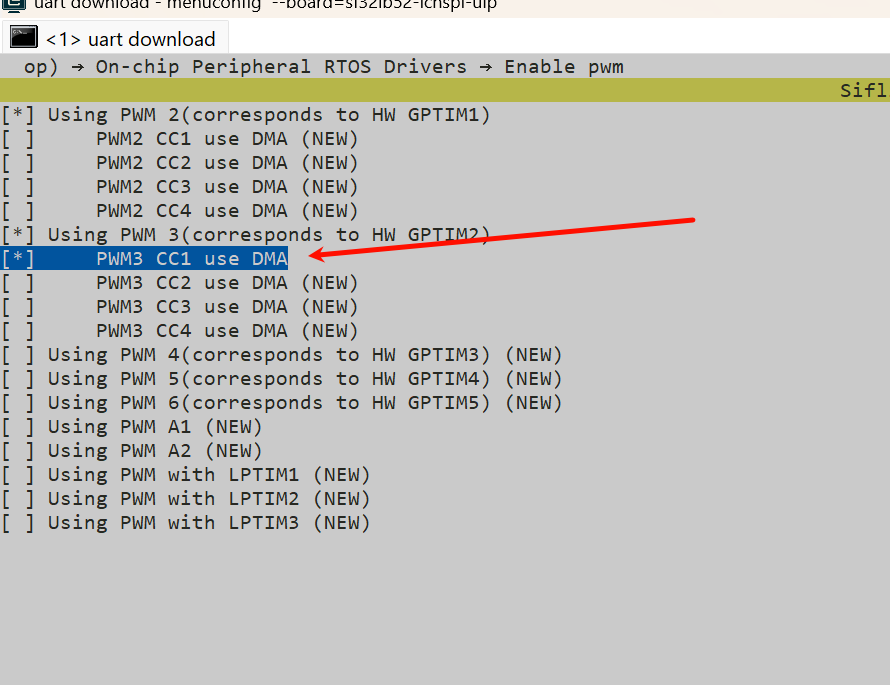 uart download - menuconfig --board=sf32lb52-lchspi-ulp
<1> uart download
op) → On-chip Peripheral RTOS Drivers → Enable pwm
Sifl
[*] Using PWM 2(corresponds to HW GPTIM1)
[ ] PWM2 CC1 use DMA (NEW)
[ ] PWM2 CC2 use DMA (NEW)
[ ] PWM2 CC3 use DMA (NEW)
[ ] PWM2 CC4 use DMA (NEW)
[*] Using PWM 3(corresponds to HW GPTIM2)
[*] PWM3 CC1 use DMA
[ ] PWM3 CC2 use DMA (NEW)
[ ] PWM3 CC3 use DMA (NEW)
[ ] PWM3 CC4 use DMA (NEW)
[ ] Using PWM 4(corresponds to HW GPTIM3) (NEW)
[ ] Using PWM 5(corresponds to HW GPTIM4) (NEW)
[ ] Using PWM 6(corresponds to HW GPTIM5) (NEW)
[ ] Using PWM A1 (NEW)
[ ] Using PWM A2 (NEW)
[ ] Using PWM with LPTIM1 (NEW)
[ ] Using PWM with LPTIM2 (NEW)
[ ] Using PWM with LPTIM3 (NEW)